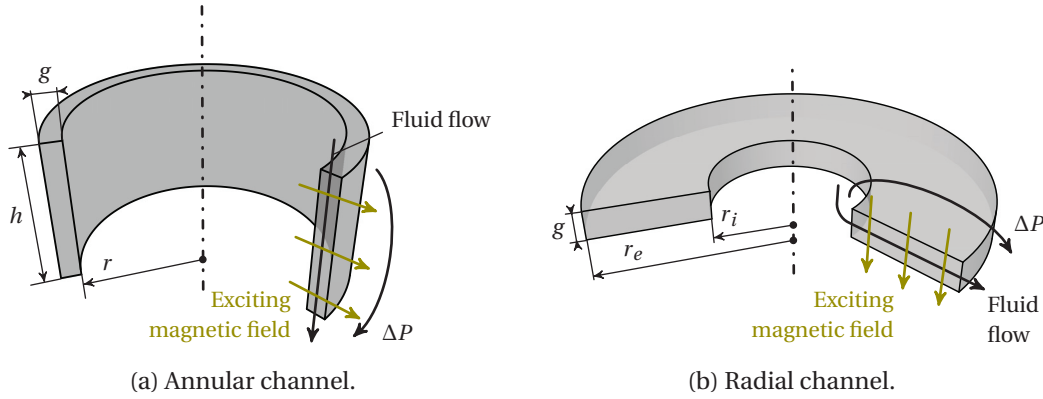 g
Fluid flow
h
r
Exciting
magnetic field
ΔP
(a) Annular channel.
g
r_i
r_e
ΔP
Exciting
magnetic field
Fluid
flow
(b) Radial channel.